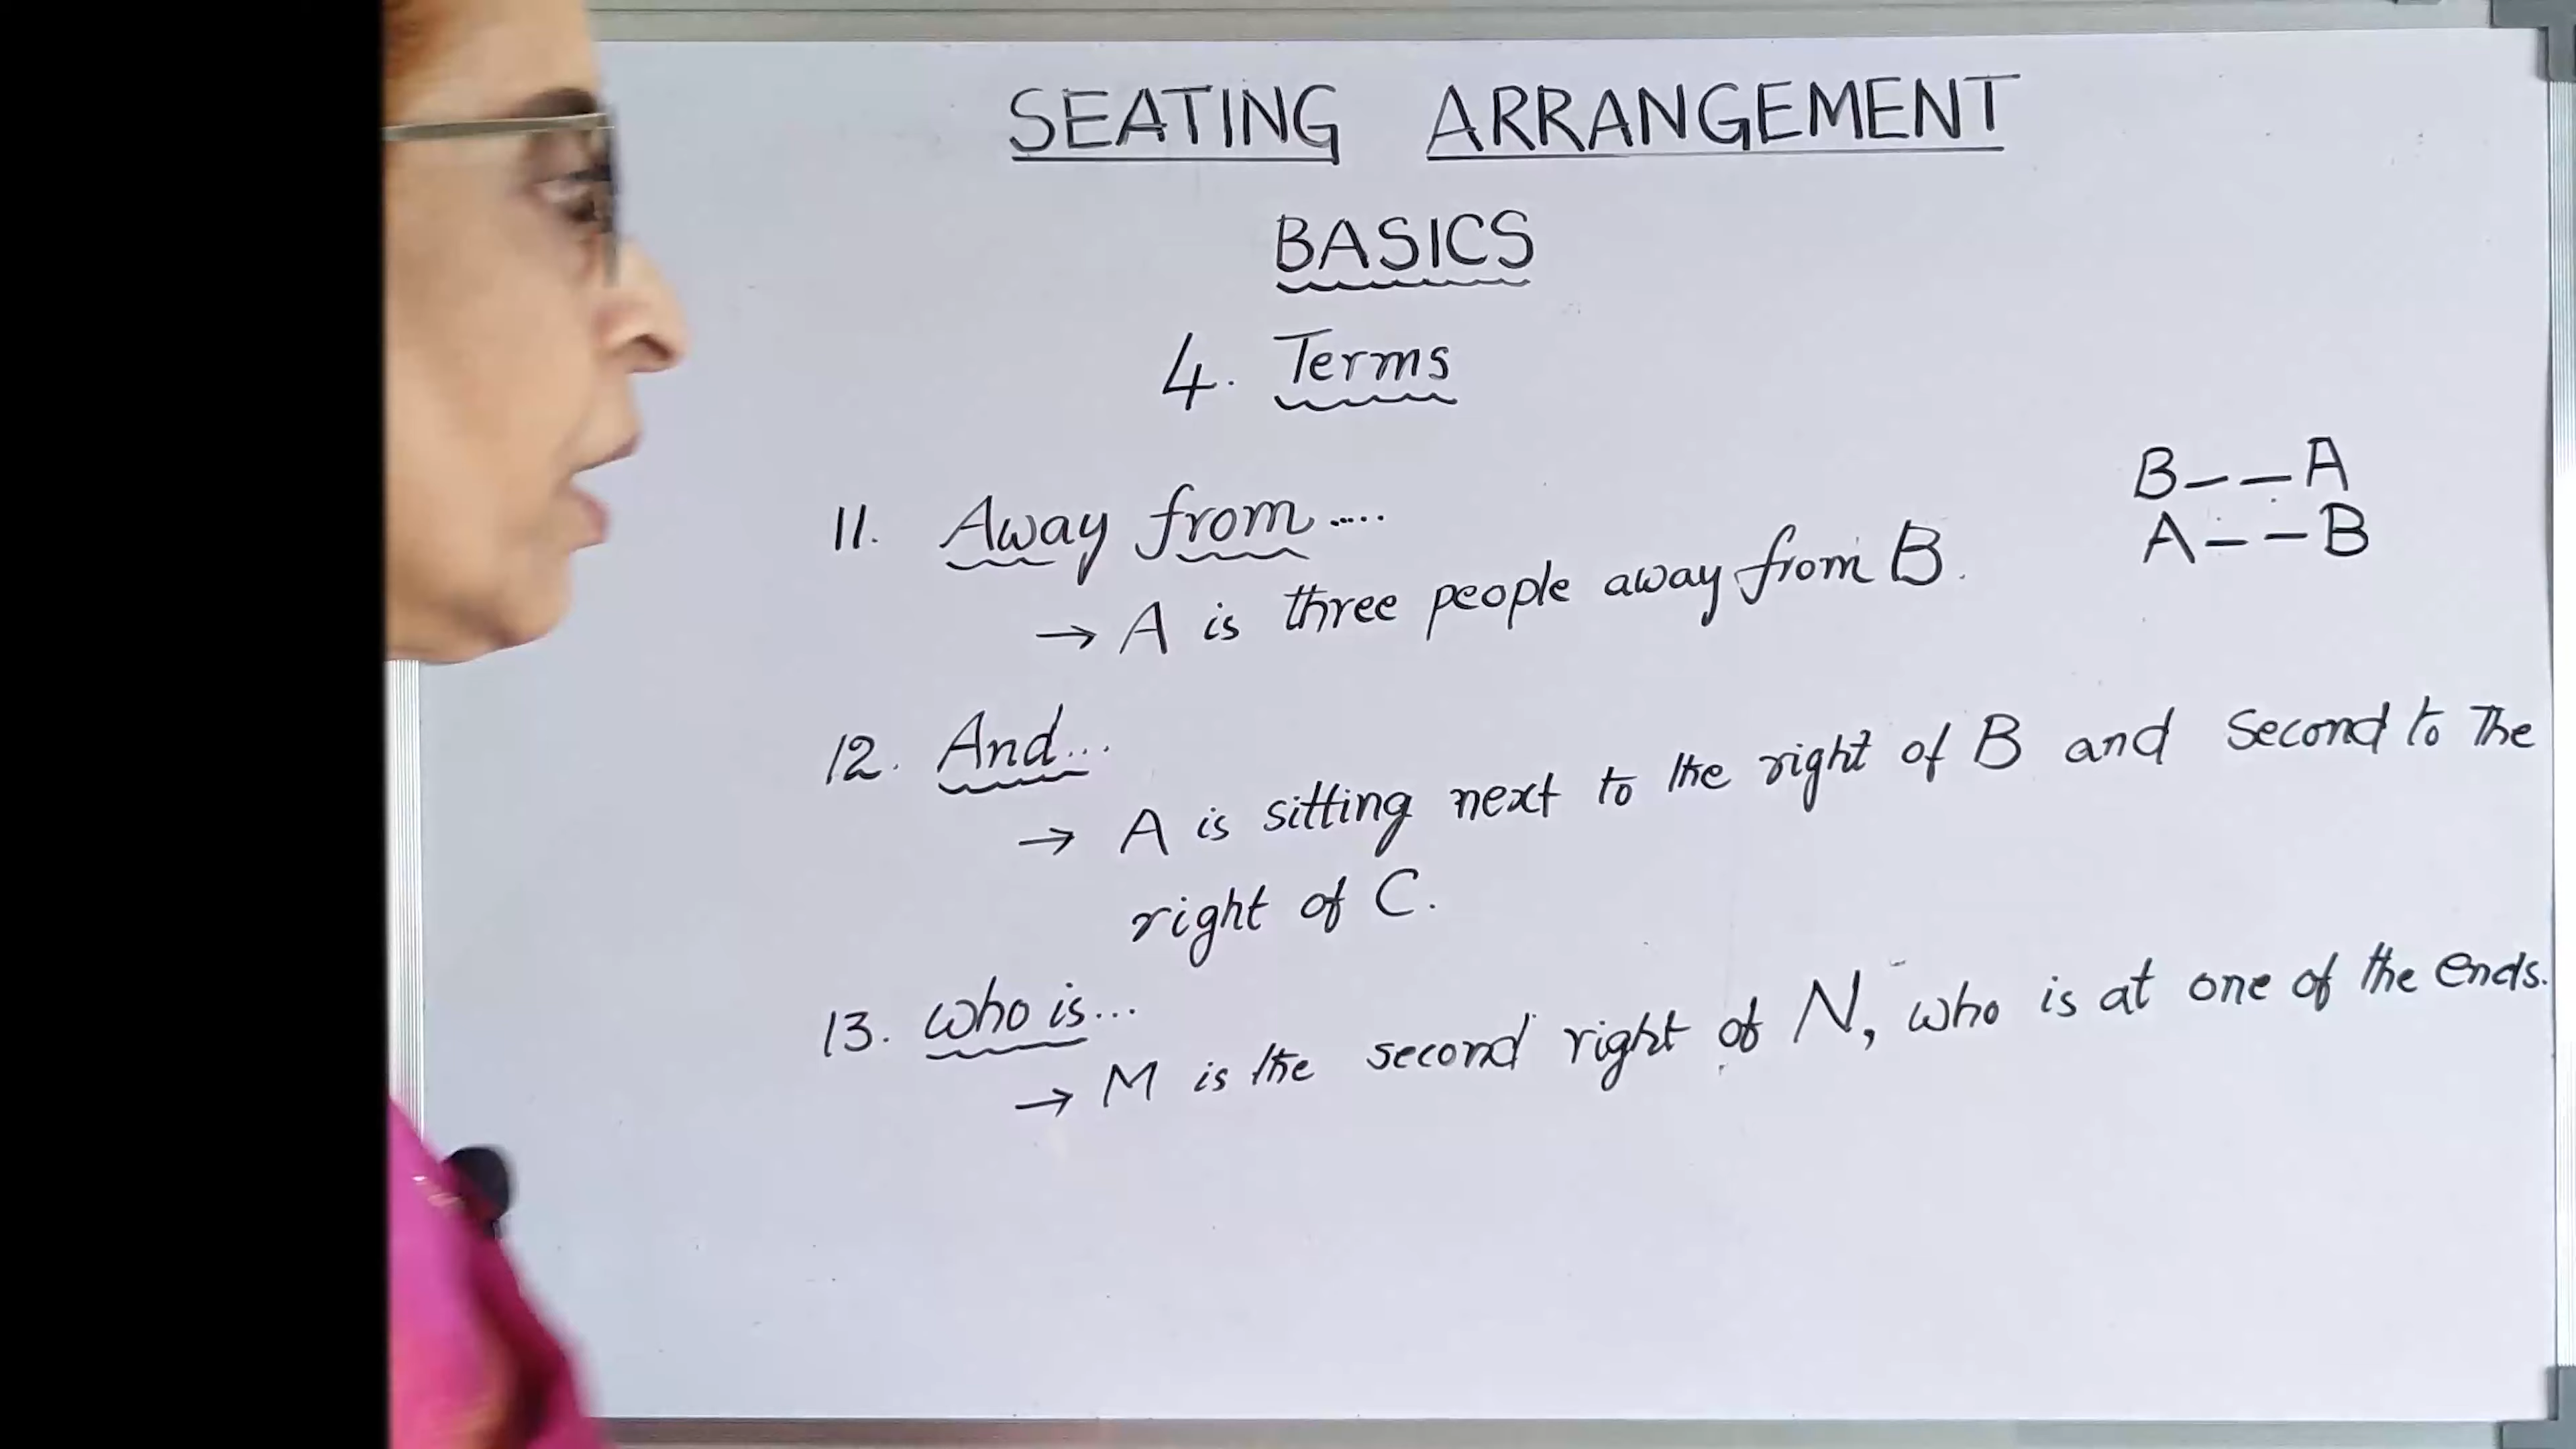 SEATING ARRANGEMENT
BASICS
4. Terms
11. Away from.....
→ A is three people away from B.
B - - A
A - - B
12. And...
→ A is sitting next to the right of B and Second to The
right of C.
13. who is...
→ M is the second right of N, who is at one of the ends.